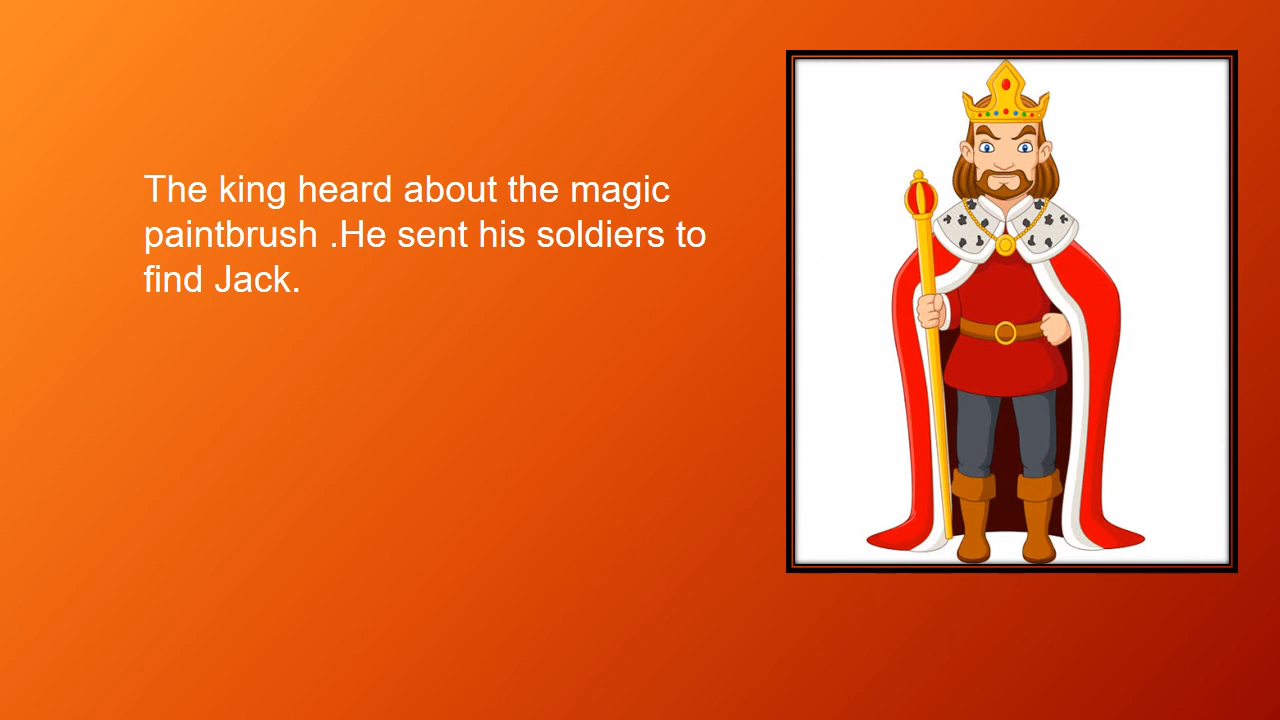 The king heard about the magic
paintbrush .He sent his soldiers to
find Jack.